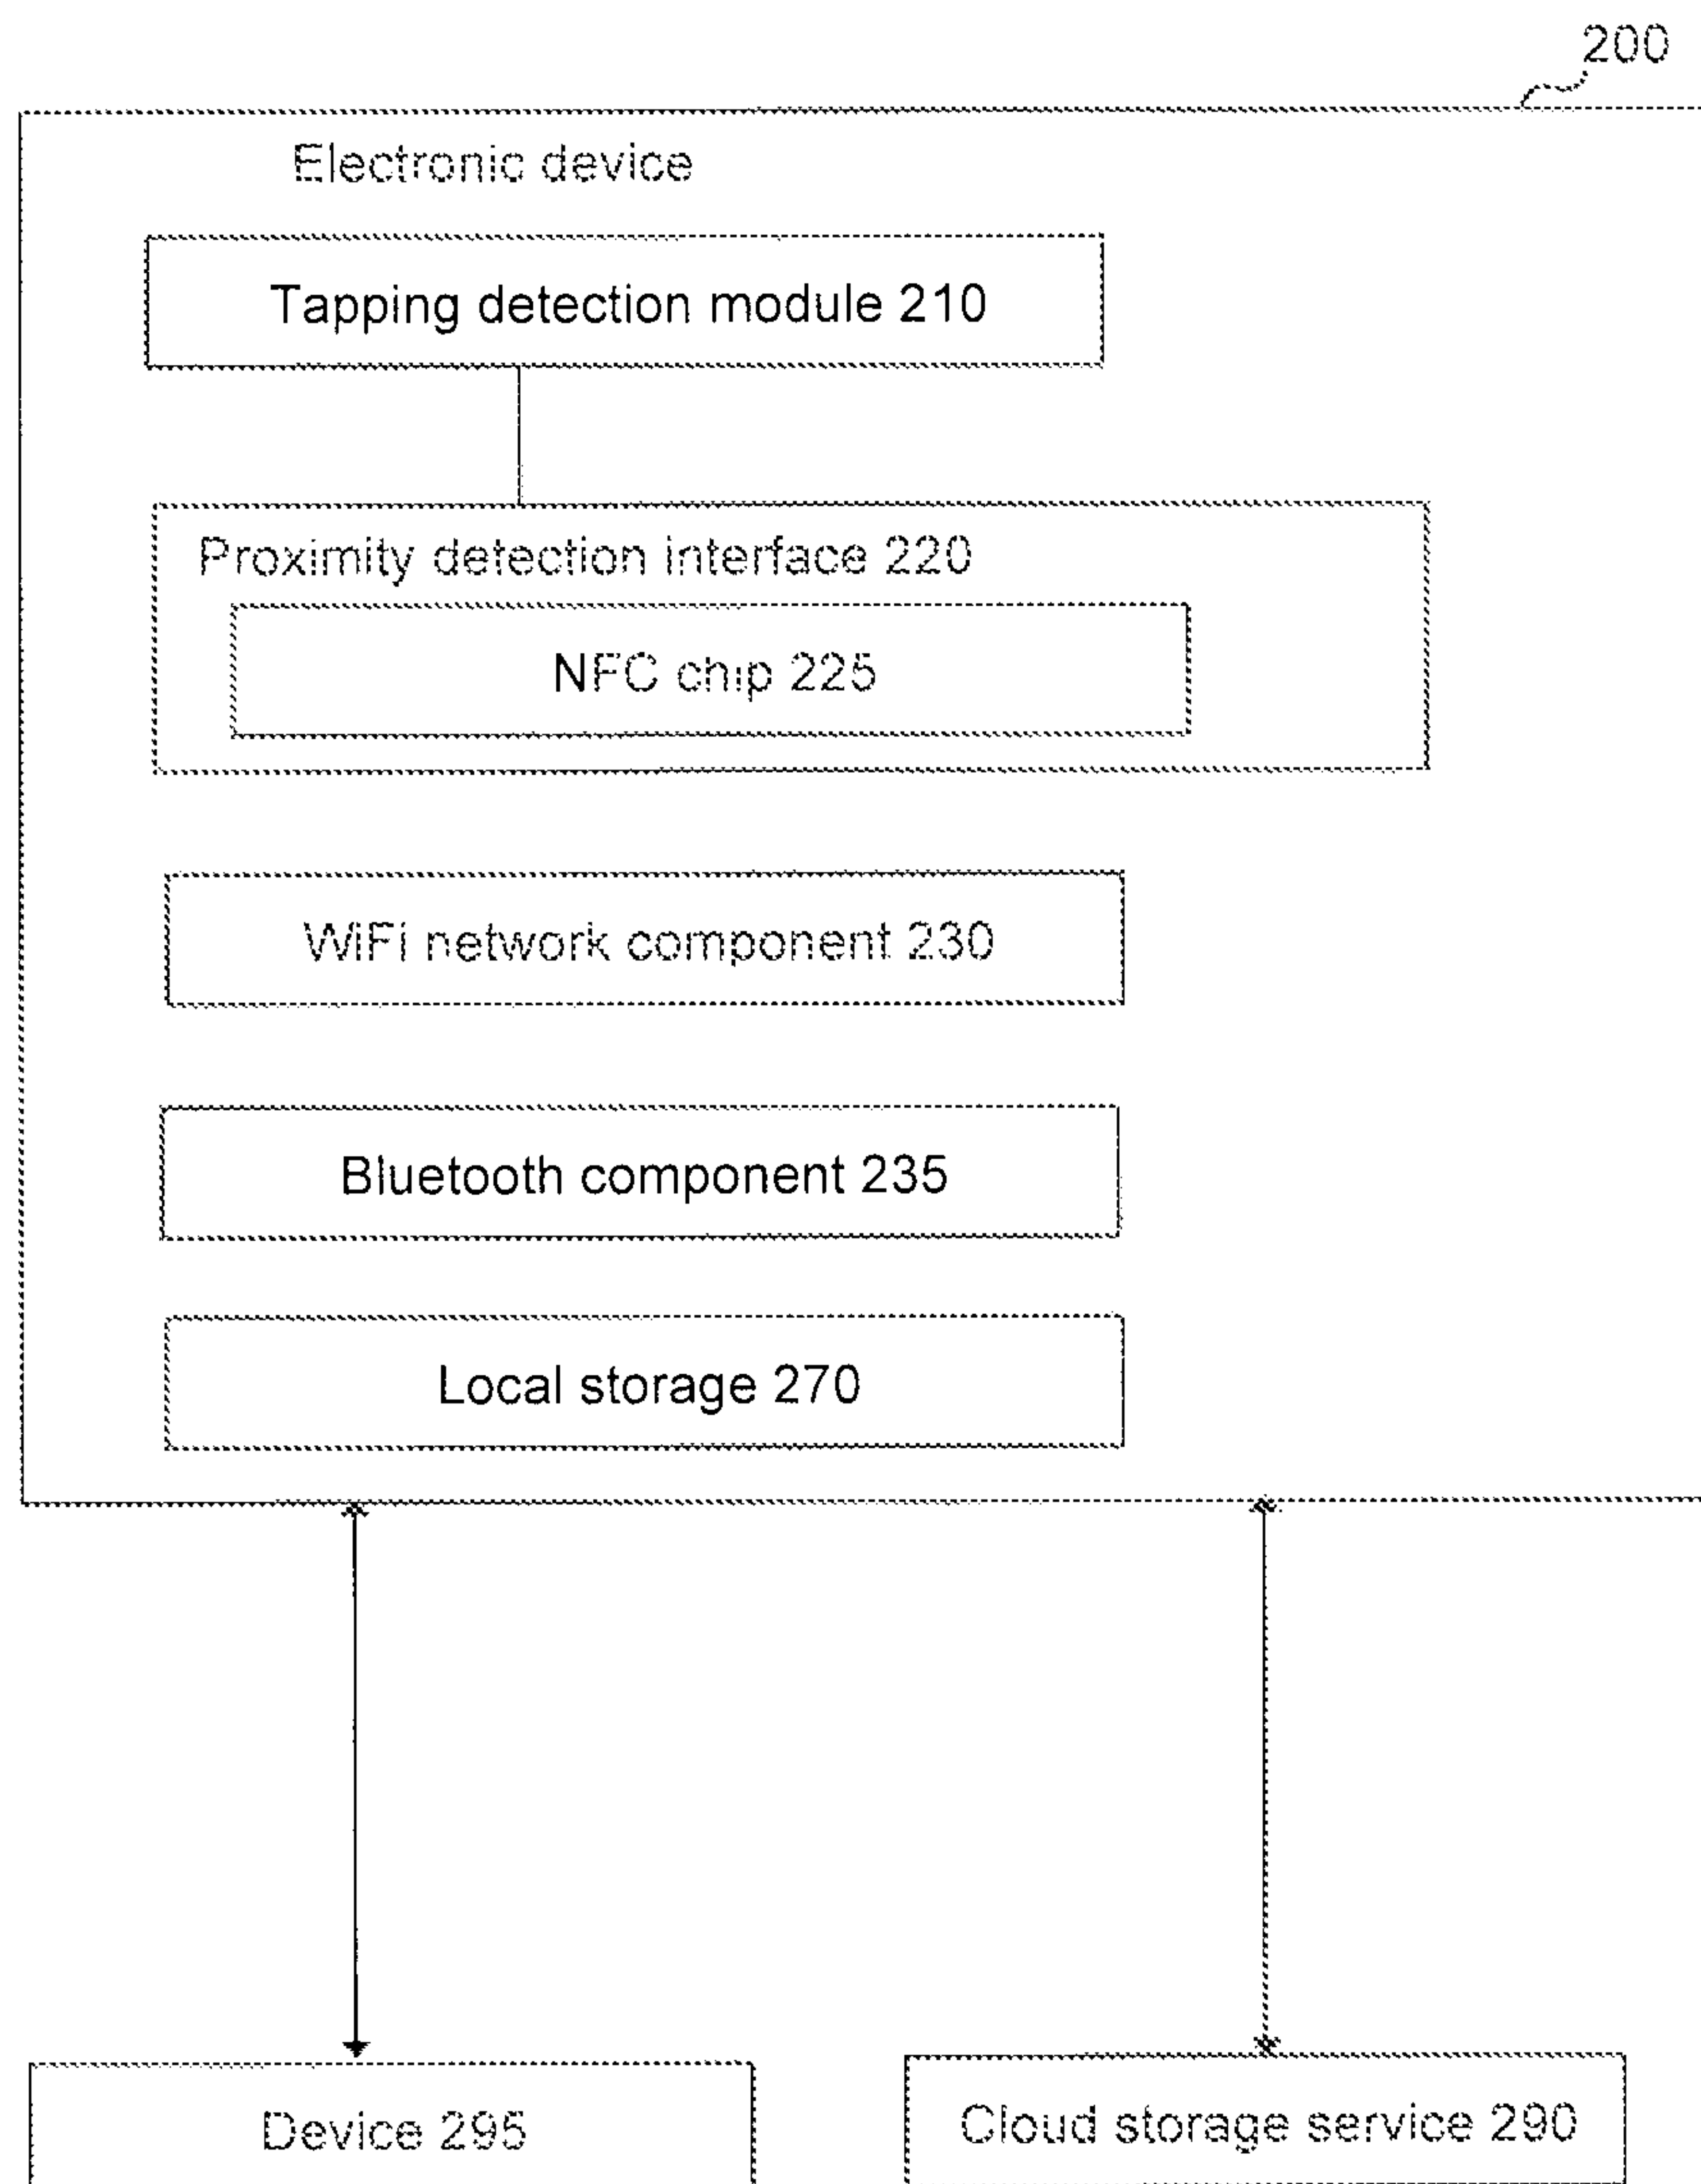 200
Electronic device
Tapping detection module 210
Proximity detection interface 220
NFC chip 225
WiFi network component 230
Bluetooth component 235
Local storage 270
Device 295
Cloud storage service 290